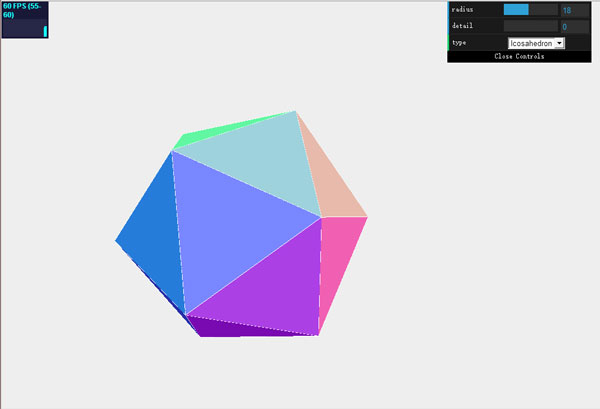 60 FPS (55-
60)
radius 18
detail 0
type Icosahedron
Close Controls